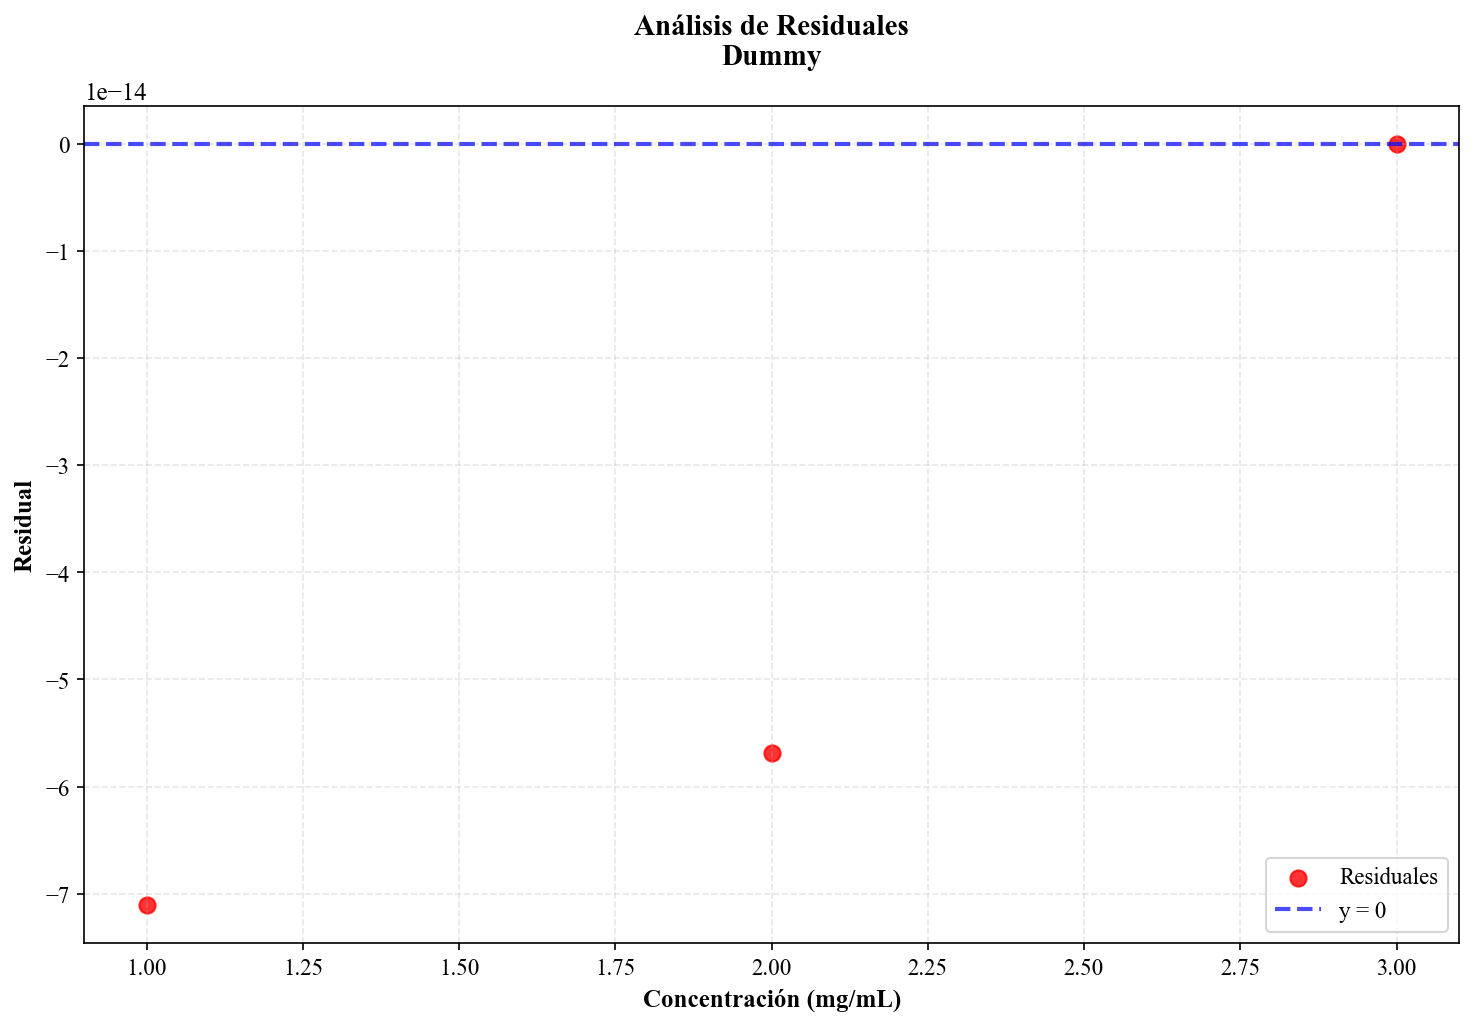 Análisis de Residuales
Dummy
1e−14
0
−1
−2
−3
−4
−5
−6
−7
Residual
1.00 1.25 1.50 1.75 2.00 2.25 2.50 2.75 3.00
Concentración (mg/mL)
Residuales
y = 0